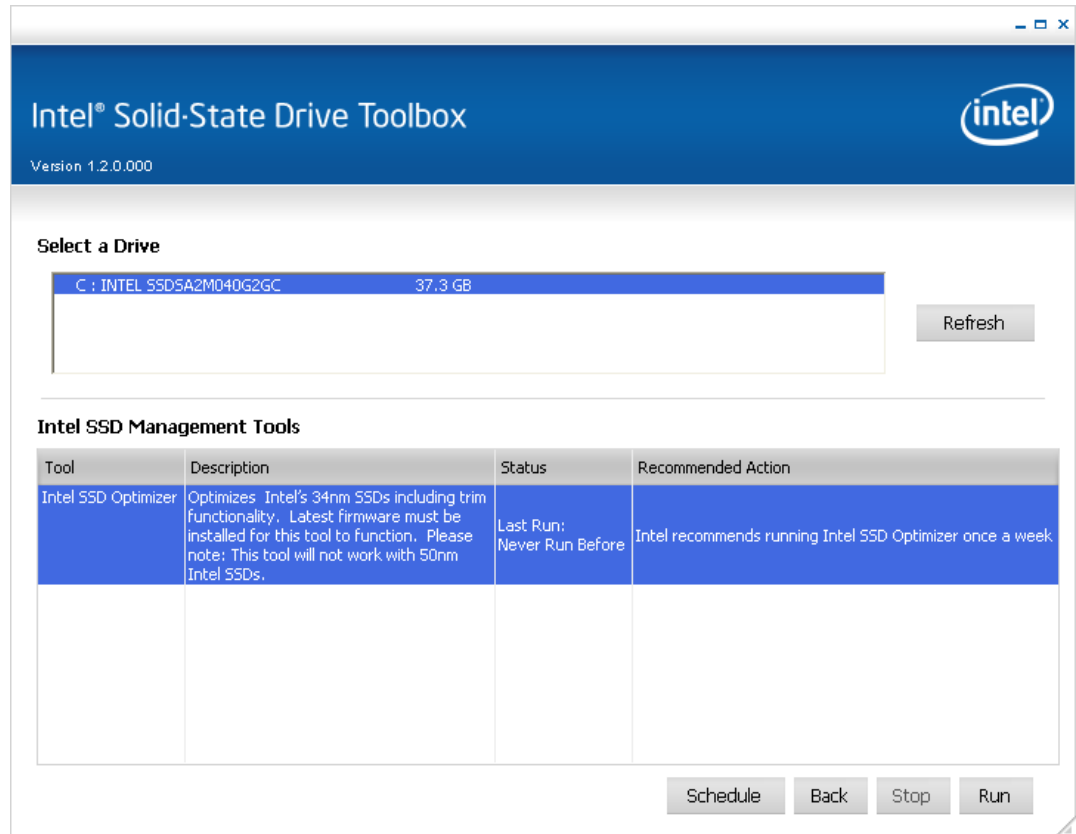 Intel® Solid-State Drive Toolbox
intel
Version 1.2.0.000
Select a Drive
C : INTEL SSDSA2M040G2GC 37.3 GB
Refresh
Intel SSD Management Tools
Tool Description Status Recommended Action
Intel SSD Optimizer
Optimizes Intel's 34nm SSDs including trim
functionality. Latest firmware must be
installed for this tool to function. Please
note: This tool will not work with 50nm
Intel SSDs.
Last Run:
Never Run Before
Intel recommends running Intel SSD Optimizer once a week
Schedule Back Stop Run